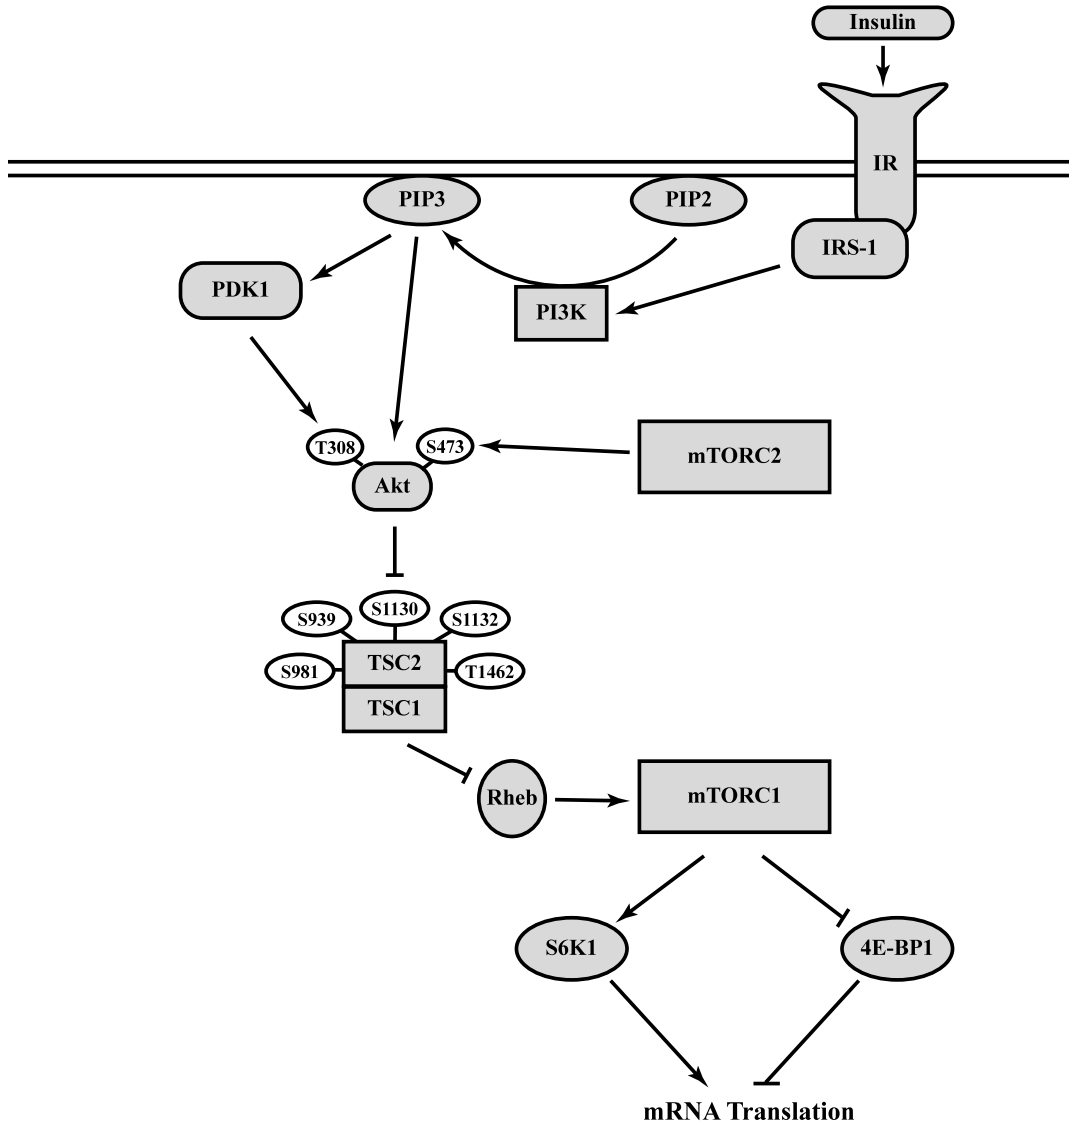 Insulin
IR
PIP3
PIP2
IRS-1
PDK1
PI3K
T308
S473
mTORC2
Akt
S1130
S939
S1132
TSC2
S981
T1462
TSC1
Rheb
mTORC1
S6K1
4E-BP1
mRNA Translation